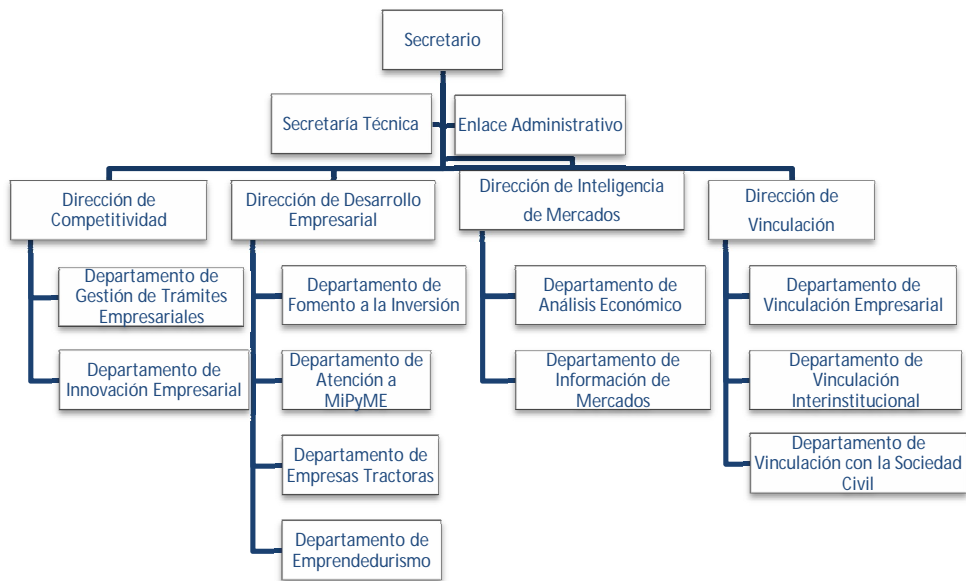 Secretario
Secretaría Técnica
Enlace Administrativo
Dirección de
Competitividad
Departamento de
Gestión de Trámites
Empresariales
Departamento de
Innovación Empresarial
Dirección de Desarrollo
Empresarial
Departamento de
Fomento a la Inversión
Departamento de
Atención a
MiPyME
Departamento de
Empresas Tractoras
Departamento de
Emprendedurismo
Dirección de Inteligencia
de Mercados
Departamento de
Análisis Económico
Departamento de
Información de
Mercados
Dirección de
Vinculación
Departamento de
Vinculación Empresarial
Departamento de
Vinculación
Interinstitucional
Departamento de
Vinculación con la Sociedad
Civil